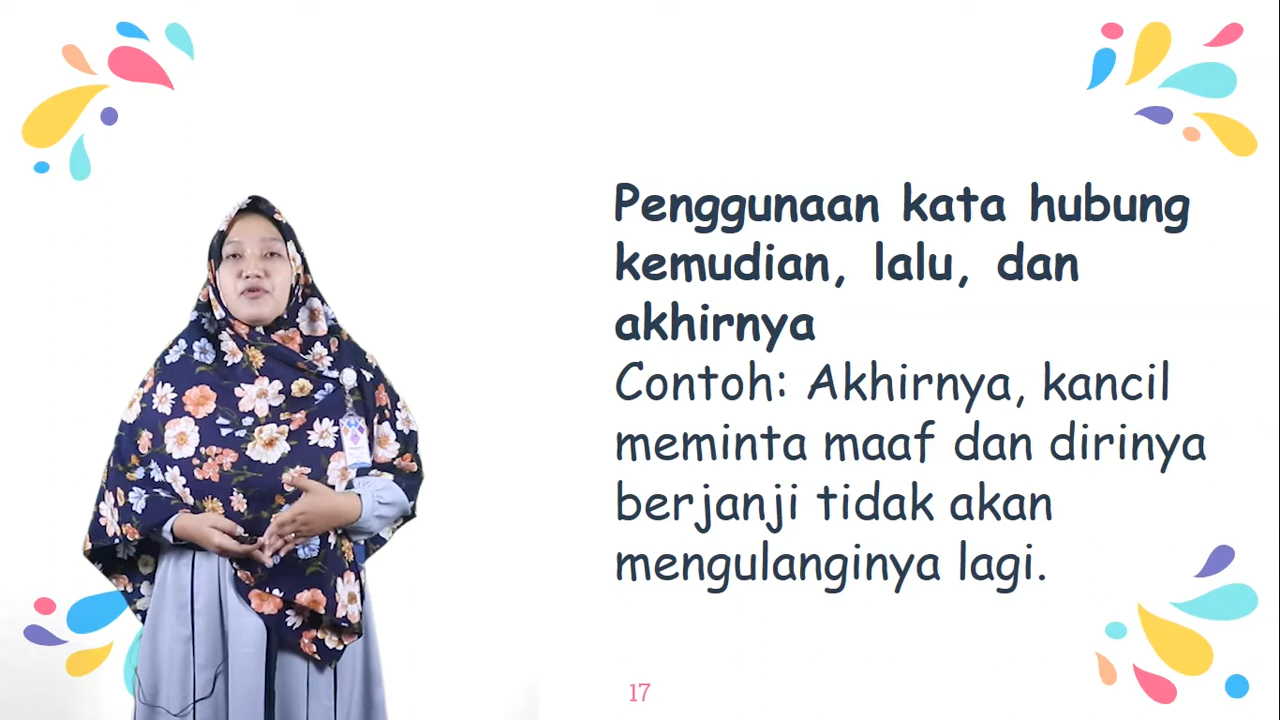 Penggunaan kata hubung
kemudian, lalu, dan
akhirnya
Contoh: Akhirnya, kancil
meminta maaf dan dirinya
berjanji tidak akan
mengulanginya lagi.
17